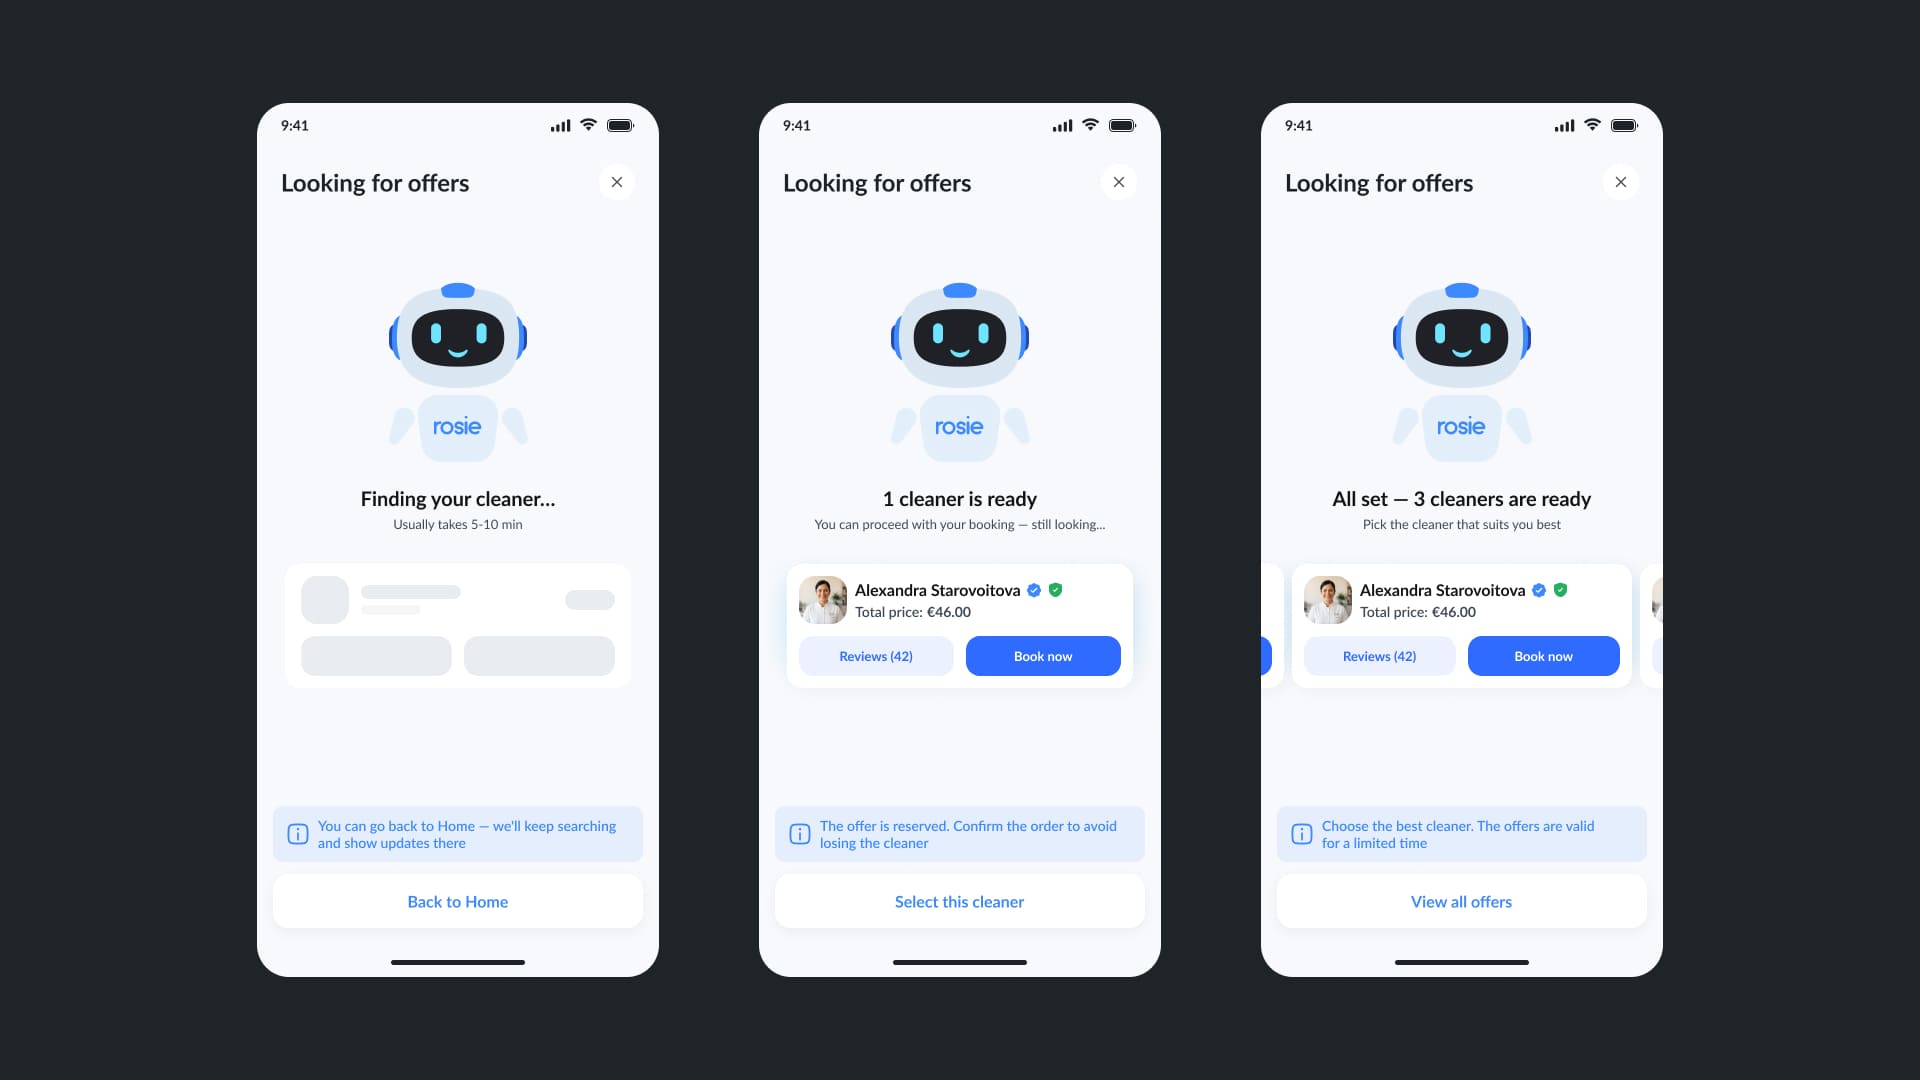 9:41
Looking for offers
rosie
Finding your cleaner...
Usually takes 5-10 min
You can go back to Home — we'll keep searching
and show updates there
Back to Home
9:41
Looking for offers
rosie
1 cleaner is ready
You can proceed with your booking — still looking...
Alexandra Starovoitova
Total price: €46.00
Reviews (42)
Book now
The offer is reserved. Confirm the order to avoid
losing the cleaner
Select this cleaner
9:41
Looking for offers
rosie
All set — 3 cleaners are ready
Pick the cleaner that suits you best
Alexandra Starovoitova
Total price: €46.00
Reviews (42)
Book now
Choose the best cleaner. The offers are valid
for a limited time
View all offers